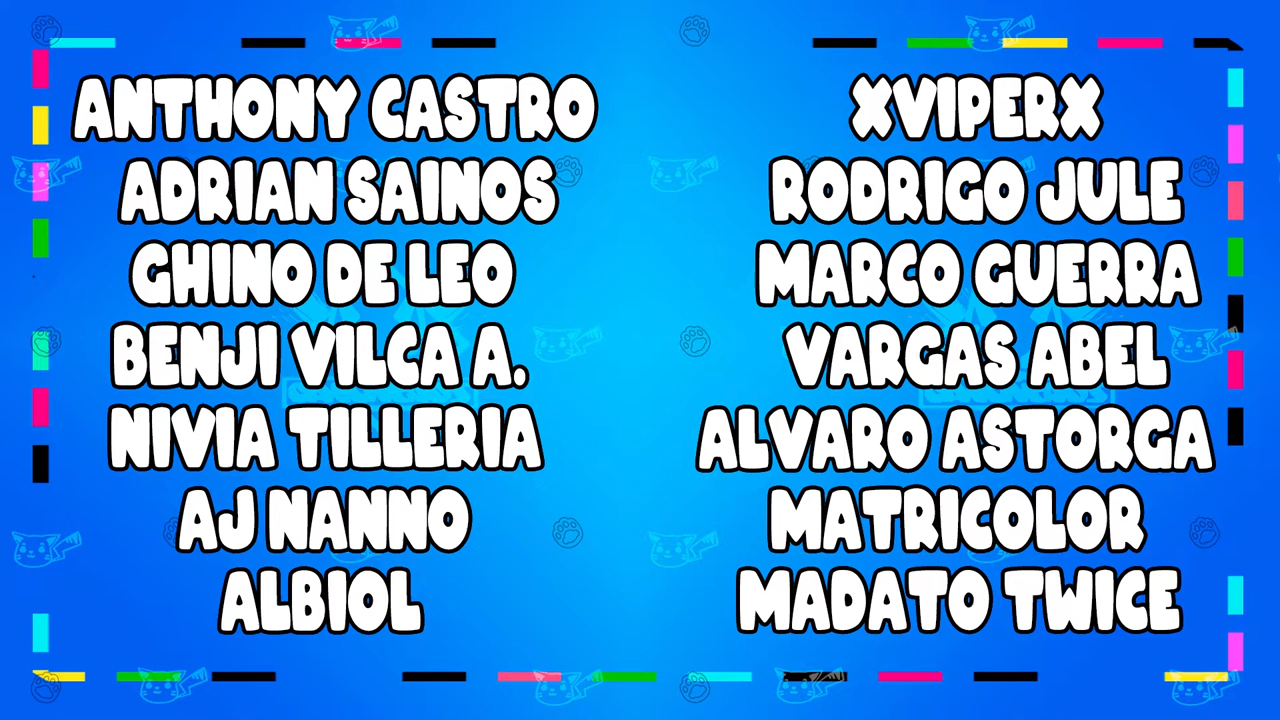 ANTHONY CASTRO
ADRIAN SAINOS
GHINO DE LEO
BENJI VILCA A.
NIVIA TILLERIA
AJ NANNO
ALBIOL
XVIPERX
RODRIGO JULE
MARCO GUERRA
VARGAS ABEL
ALVARO ASTORGA
MATRICOLOR
MADATO TWICE